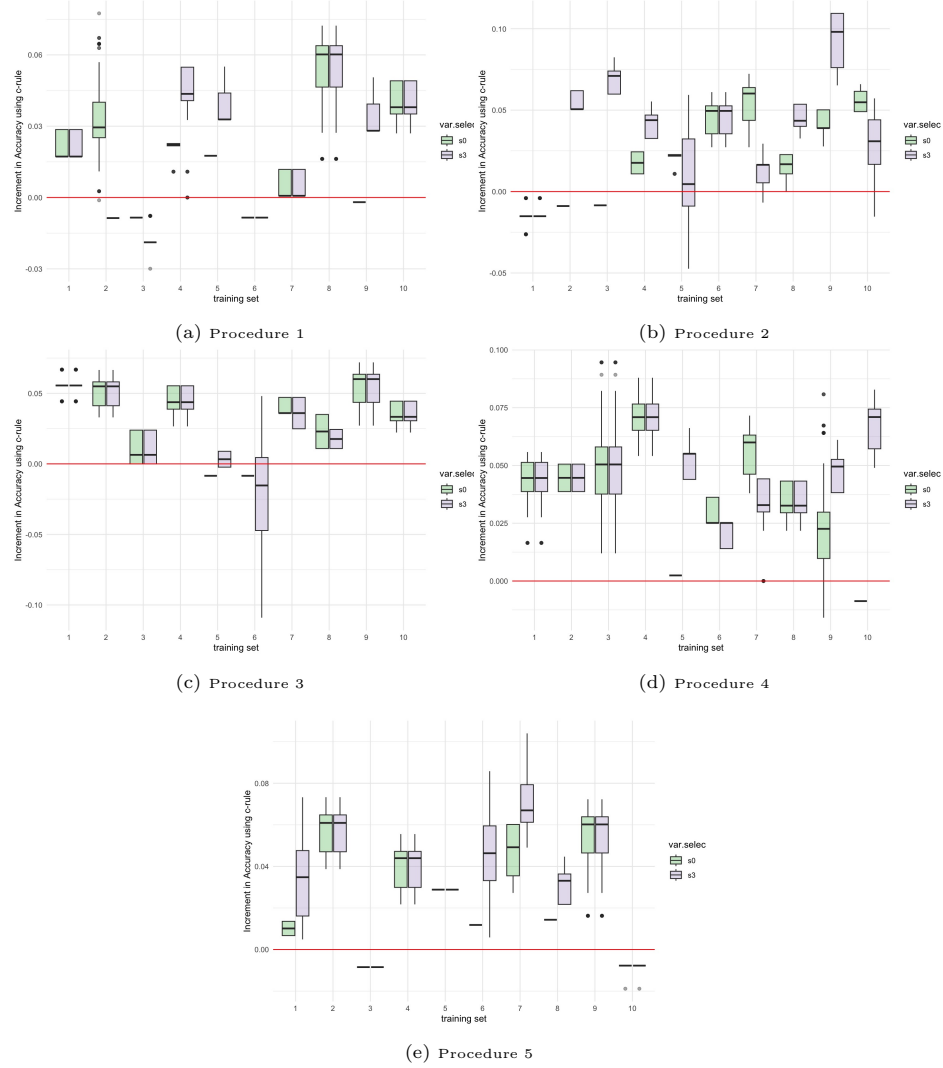 Increment in Accuracy using c-rule
0.06
0.03
0.00
-0.03
1 2 3 4 5 6 7 8 9 10
training set
var.selec
s0
s3
(a) Procedure 1
Increment in Accuracy using c-rule
0.10
0.05
0.00
-0.05
1 2 3 4 5 6 7 8 9 10
training set
var.selec
s0
s3
(b) Procedure 2
Increment in Accuracy using c-rule
0.05
0.00
-0.05
-0.10
1 2 3 4 5 6 7 8 9 10
training set
var.selec
s0
s3
(c) Procedure 3
Increment in Accuracy using c-rule
0.100
0.075
0.050
0.025
0.000
1 2 3 4 5 6 7 8 9 10
training set
var.selec
s0
s3
(d) Procedure 4
Increment in Accuracy using c-rule
0.08
0.04
0.00
1 2 3 4 5 6 7 8 9 10
training set
var.selec
s0
s3
(e) Procedure 5